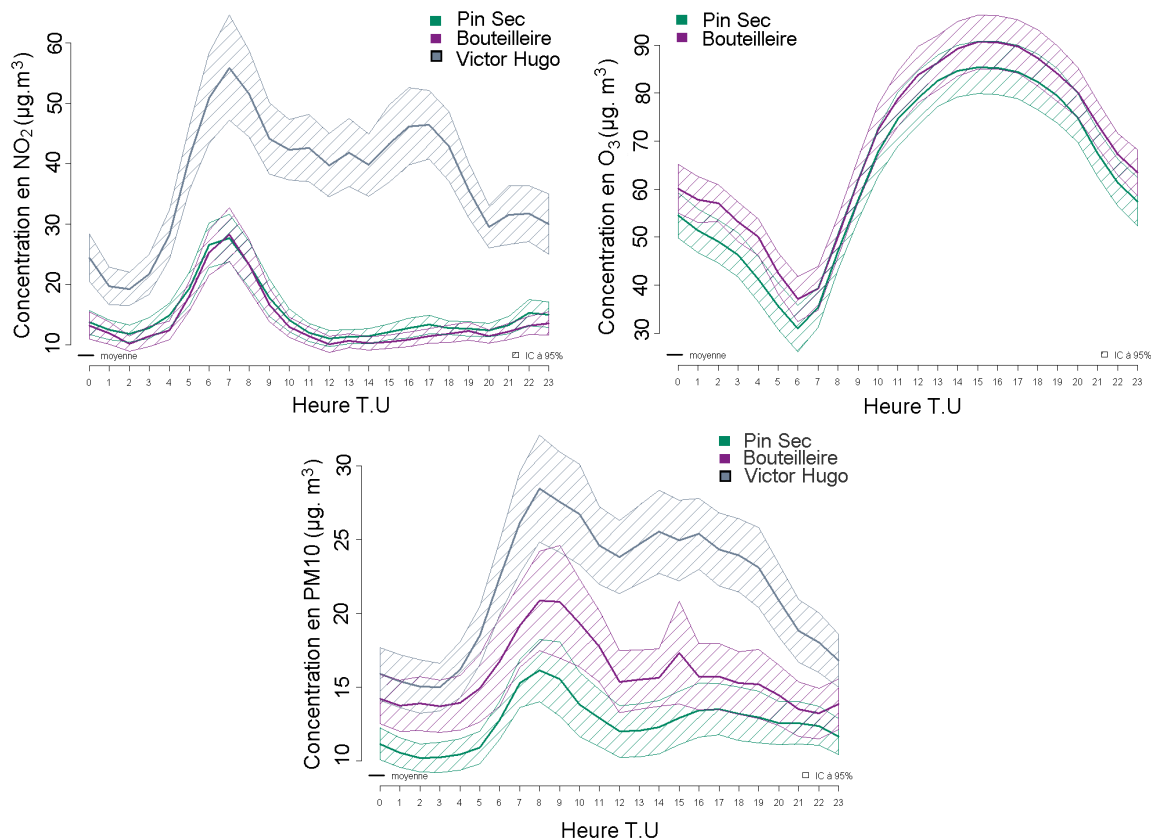 Pin Sec
Bouteilleire
Victor Hugo
Concentration en NO2(µg.m3)
60
50
40
30
20
10
moyenne
IC à 95%
0 1 2 3 4 5 6 7 8 9 10 11 12 13 14 15 16 17 18 19 20 21 22 23
Heure T.U
Pin Sec
Bouteilleire
Concentration en O3(µg. m3)
90
80
70
60
50
40
30
moyenne
IC à 95%
0 1 2 3 4 5 6 7 8 9 10 11 12 13 14 15 16 17 18 19 20 21 22 23
Heure T.U
Pin Sec
Bouteilleire
Victor Hugo
Concentration en PM10 (µg. m3)
30
25
20
15
10
moyenne
IC à 95%
0 1 2 3 4 5 6 7 8 9 10 11 12 13 14 15 16 17 18 19 20 21 22 23
Heure T.U